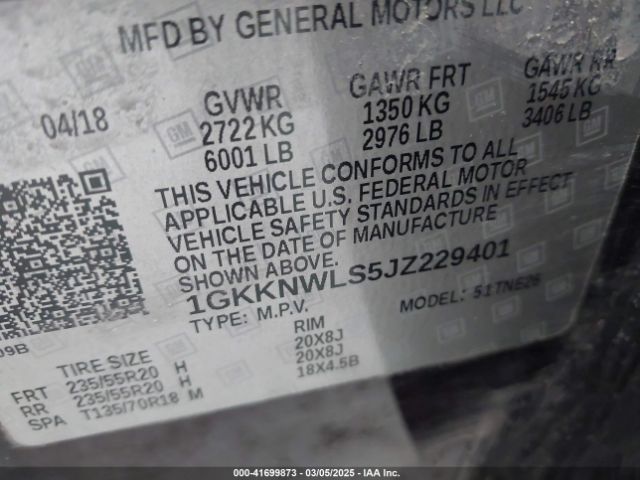 MFD BY GENERAL MOTORS LLC
04/18
GVWR
2722 KG
6001 LB
GAWR FRT
1350 KG
2976 LB
GAWR RR
1545 KG
3406 LB
THIS VEHICLE CONFORMS TO ALL
APPLICABLE U.S. FEDERAL MOTOR
VEHICLE SAFETY STANDARDS IN EFFECT
ON THE DATE OF MANUFACTURE
SHOWN ABOVE.
1GKKNWLS5JZ229401
TYPE: M.P.V.
MODEL: 51TNE26
09B
TIRE SIZE
RIM
FRT 235/55R20 H 20X8J
RR 235/55R20 H 20X8J
SPA T135/70R18 M 18X4.5B
000-41699873 — 03/05/2025 — IAA Inc.